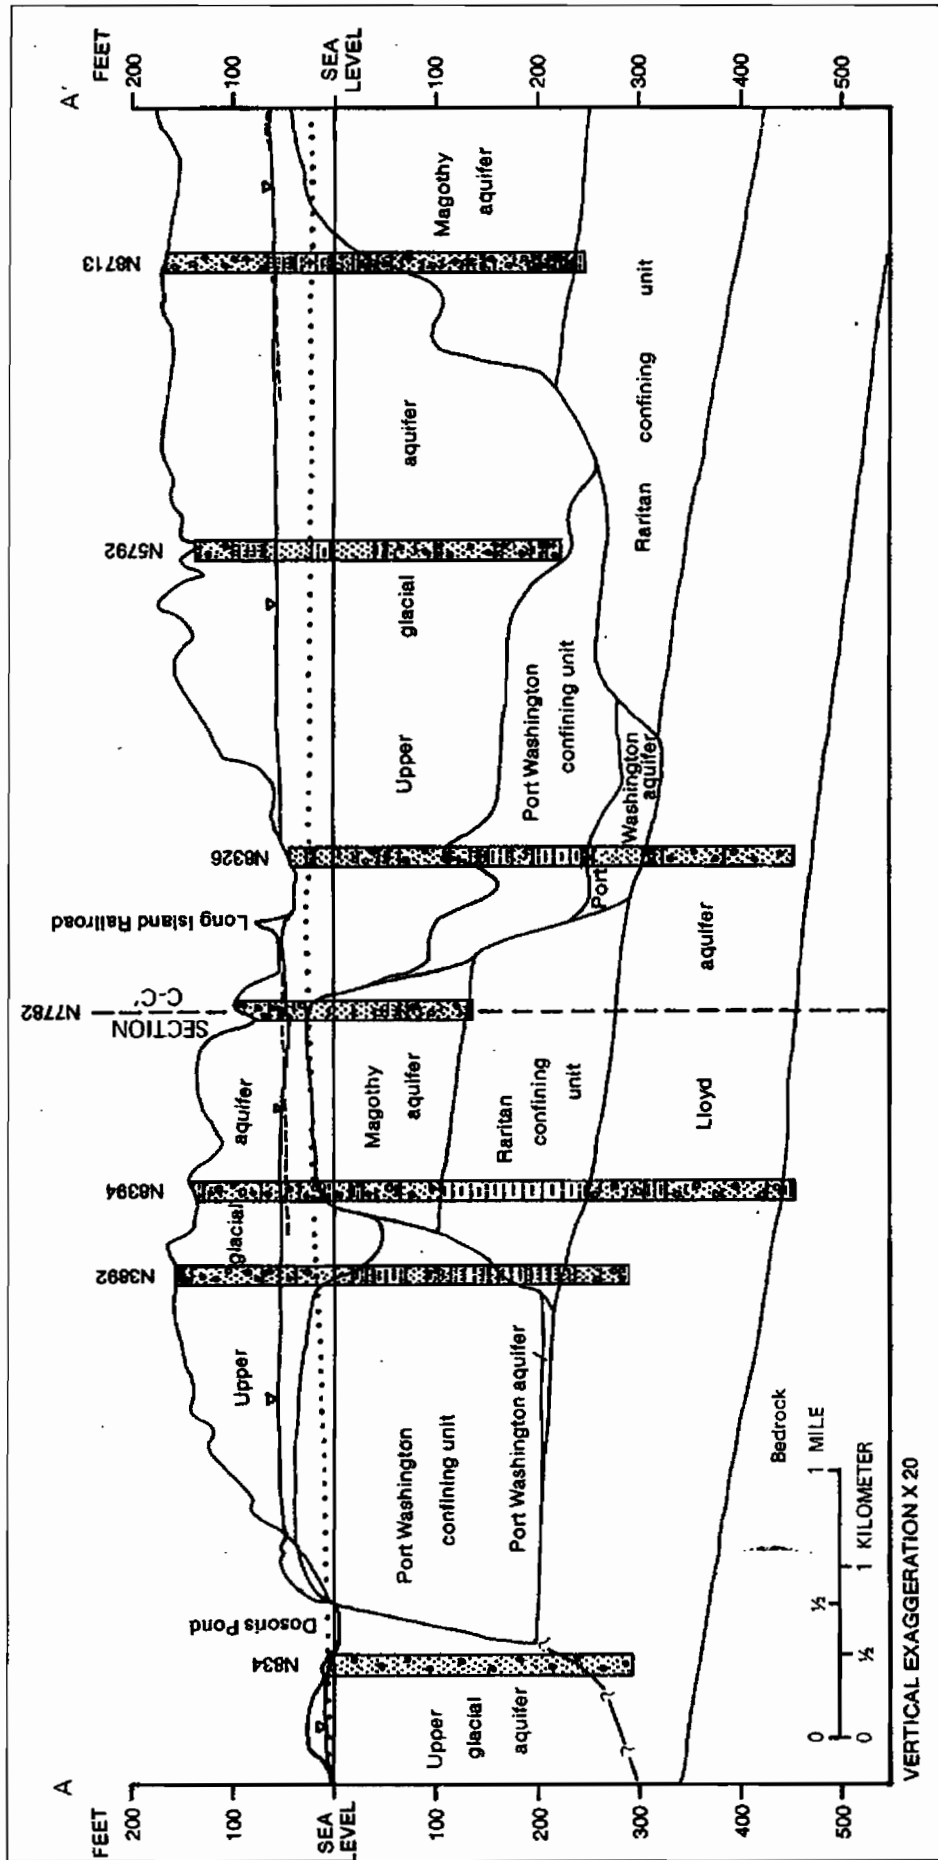 A
A'
FEET
200
100
SEA
LEVEL
100
200
300
400
500
FEET
200
100
SEA
LEVEL
100
200
300
400
500
N834
Dosoris Pond
N3892
N8394
N7782
SECTION
C-C'
Long Island Railroad
N8326
N5792
N8713
Upper
glacial
aquifer
Upper
glacial
aquifer
Upper
glacial
aquifer
Port Washington
confining unit
Port Washington aquifer
Magothy
aquifer
Raritan
confining
unit
Lloyd
aquifer
Port
Washington
aquifer
Port Washington
confining unit
Magothy
aquifer
Raritan
confining
unit
Bedrock
?
?
?
0
½
1 MILE
0
½
1 KILOMETER
VERTICAL EXAGGERATION X 20